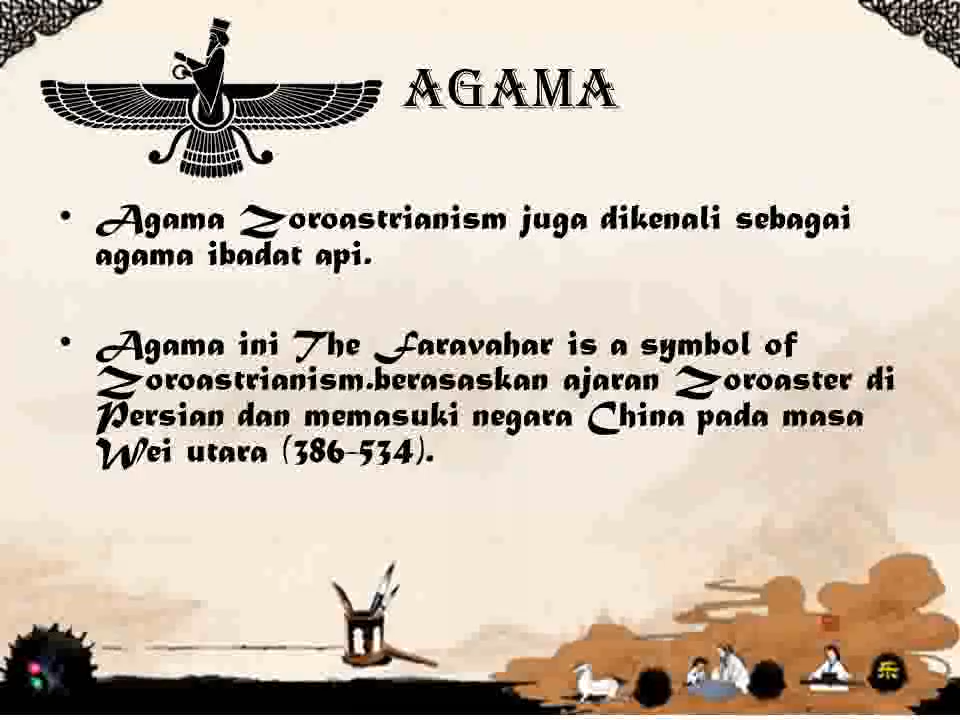 AGAMA
• Agama Zoroastrianism juga dikenali sebagai
agama ibadat api.
• Agama ini The Faravahar is a symbol of
Zoroastrianism.berasaskan ajaran Zoroaster di
Persian dan memasuki negara China pada masa
Wei utara (386-534).